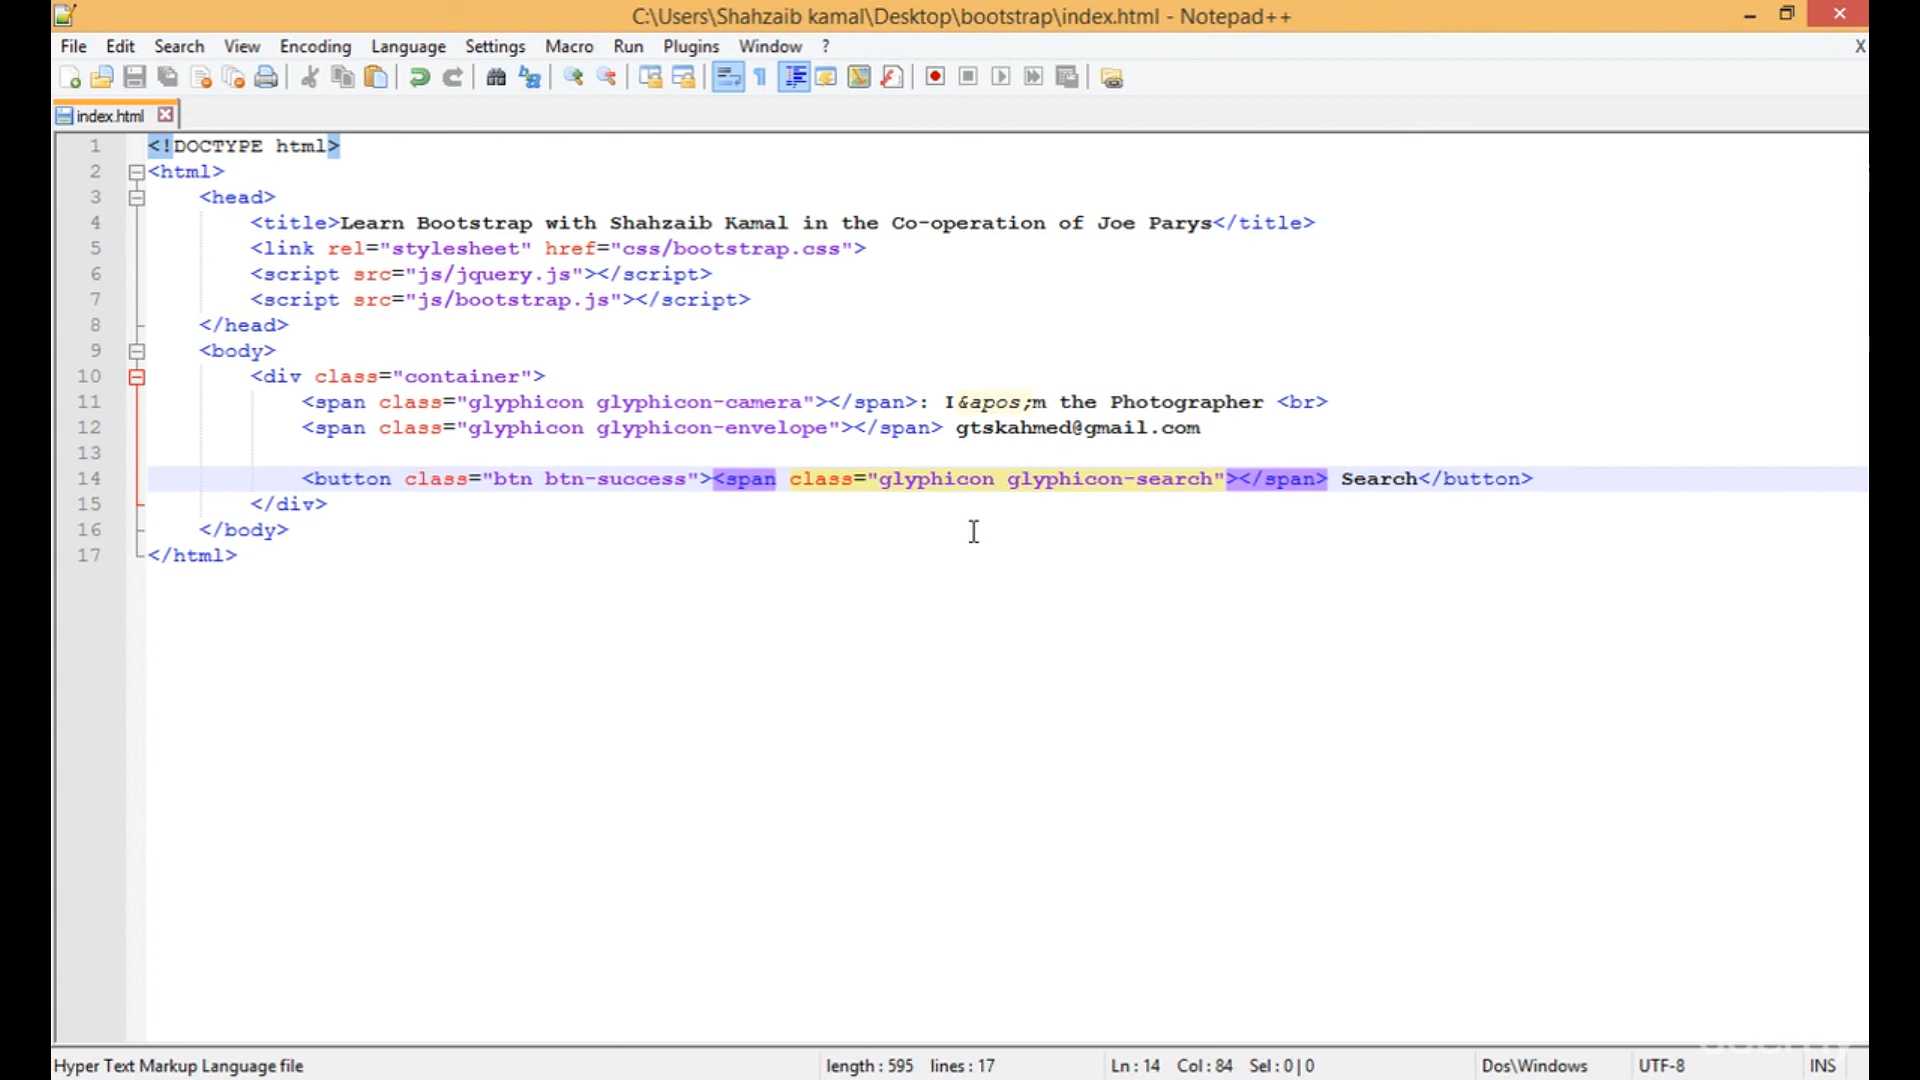 C:\Users\Shahzaib kamal\Desktop\bootstrap\index.html - Notepad++
File Edit Search View Encoding Language Settings Macro Run Plugins Window ? X
index.html
1 <!DOCTYPE html>
2 <html>
3 <head>
4 <title>Learn Bootstrap with Shahzaib Kamal in the Co-operation of Joe Parys</title>
5 <link rel="stylesheet" href="css/bootstrap.css">
6 <script src="js/jquery.js"></script>
7 <script src="js/bootstrap.js"></script>
8 </head>
9 <body>
10 <div class="container">
11 <span class="glyphicon glyphicon-camera"></span>: I&apos;m the Photographer <br>
12 <span class="glyphicon glyphicon-envelope"></span> gtskahmed@gmail.com
13
14 <button class="btn btn-success"><span class="glyphicon glyphicon-search"></span> Search</button>
15 </div>
16 </body>
17 </html>
Hyper Text Markup Language file length : 595 lines : 17 Ln : 14 Col : 84 Sel : 0 | 0 Dos\Windows UTF-8 INS